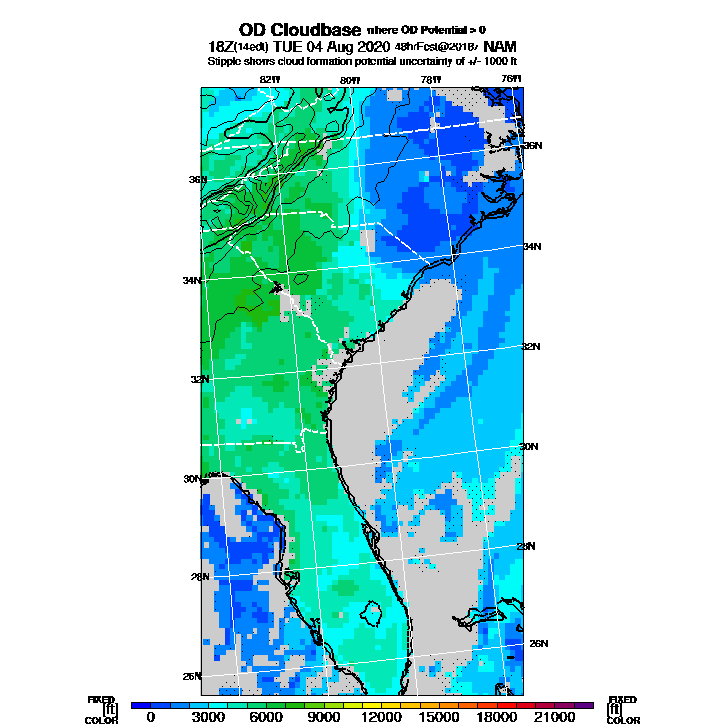 OD Cloudbase where OD Potential > 0
18Z(14edt) TUE 04 Aug 2020 48hrFcst@2018z NAM
Stipple shows cloud formation potential uncertainty of +/- 1000 ft
82W 80W 78W 76W
36N
36N
34N
34N
32N
32N
30N
30N
28N
28N
26N
26N
FIXED FIXED
[ft] [ft]
COLOR 0 3000 6000 9000 12000 15000 18000 21000 COLOR